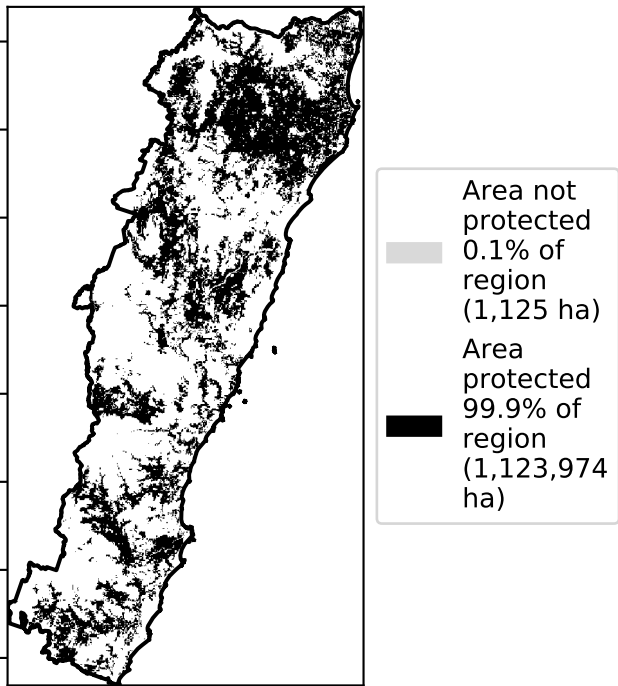 Area not
protected
0.1% of
region
(1,125 ha)
Area
protected
99.9% of
region
(1,123,974
ha)